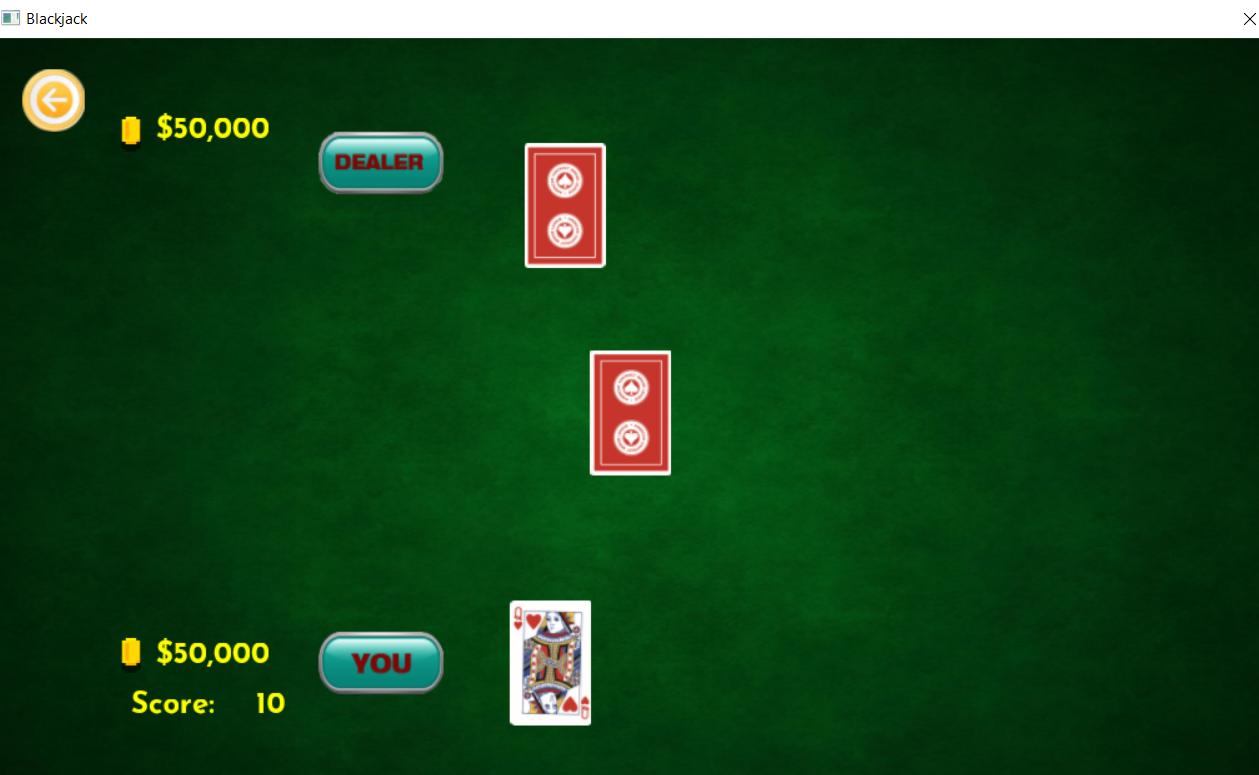 Blackjack
$50,000
DEALER
$50,000
YOU
Score: 10
Q
Q